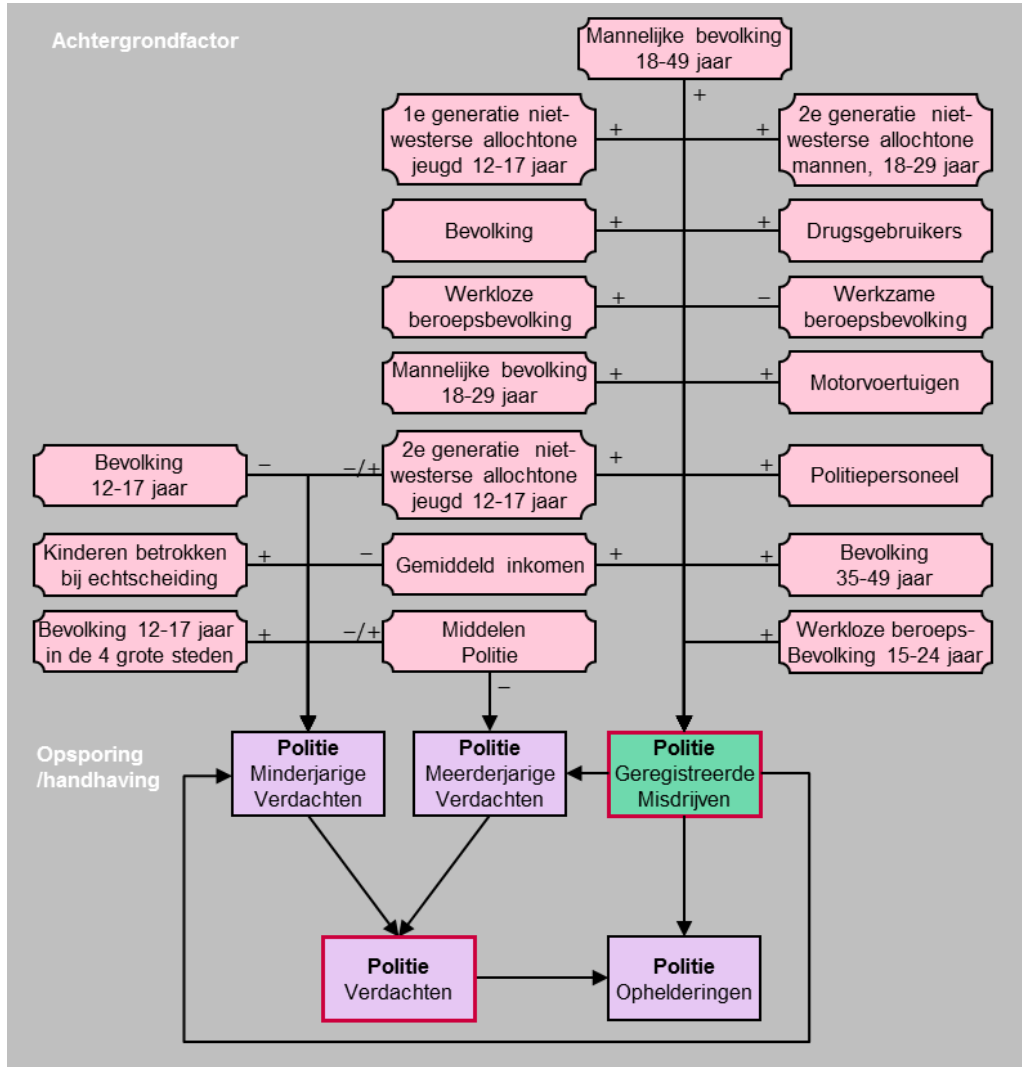 Achtergrondfactor
Mannelijke bevolking
18-49 jaar
+
1e generatie niet-
westerse allochtone
jeugd 12-17 jaar
+
+
2e generatie niet-
westerse allochtone
mannen, 18-29 jaar
Bevolking
+
+
Drugsgebruikers
Werkloze
beroepsbevolking
+
−
Werkzame
beroepsbevolking
Mannelijke bevolking
18-29 jaar
+
+
Motorvoertuigen
Bevolking
12-17 jaar
−
−/+
2e generatie niet-
westerse allochtone
jeugd 12-17 jaar
+
+
Politiepersoneel
Kinderen betrokken
bij echtscheiding
+
−
Gemiddeld inkomen
+
+
Bevolking
35-49 jaar
Bevolking 12-17 jaar
in de 4 grote steden
+
−/+
Middelen
Politie
−
+
Werkloze beroeps-
Bevolking 15-24 jaar
Opsporing
/handhaving
Politie
Minderjarige
Verdachten
Politie
Meerderjarige
Verdachten
Politie
Geregistreerde
Misdrijven
Politie
Verdachten
Politie
Ophelderingen